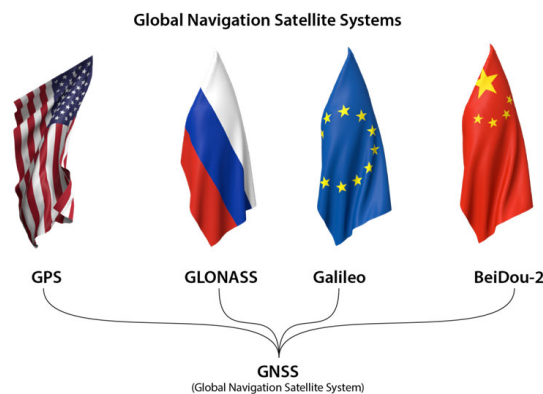 Global Navigation Satellite Systems
GPS
GLONASS
Galileo
BeiDou-2
GNSS
(Global Navigation Satellite System)